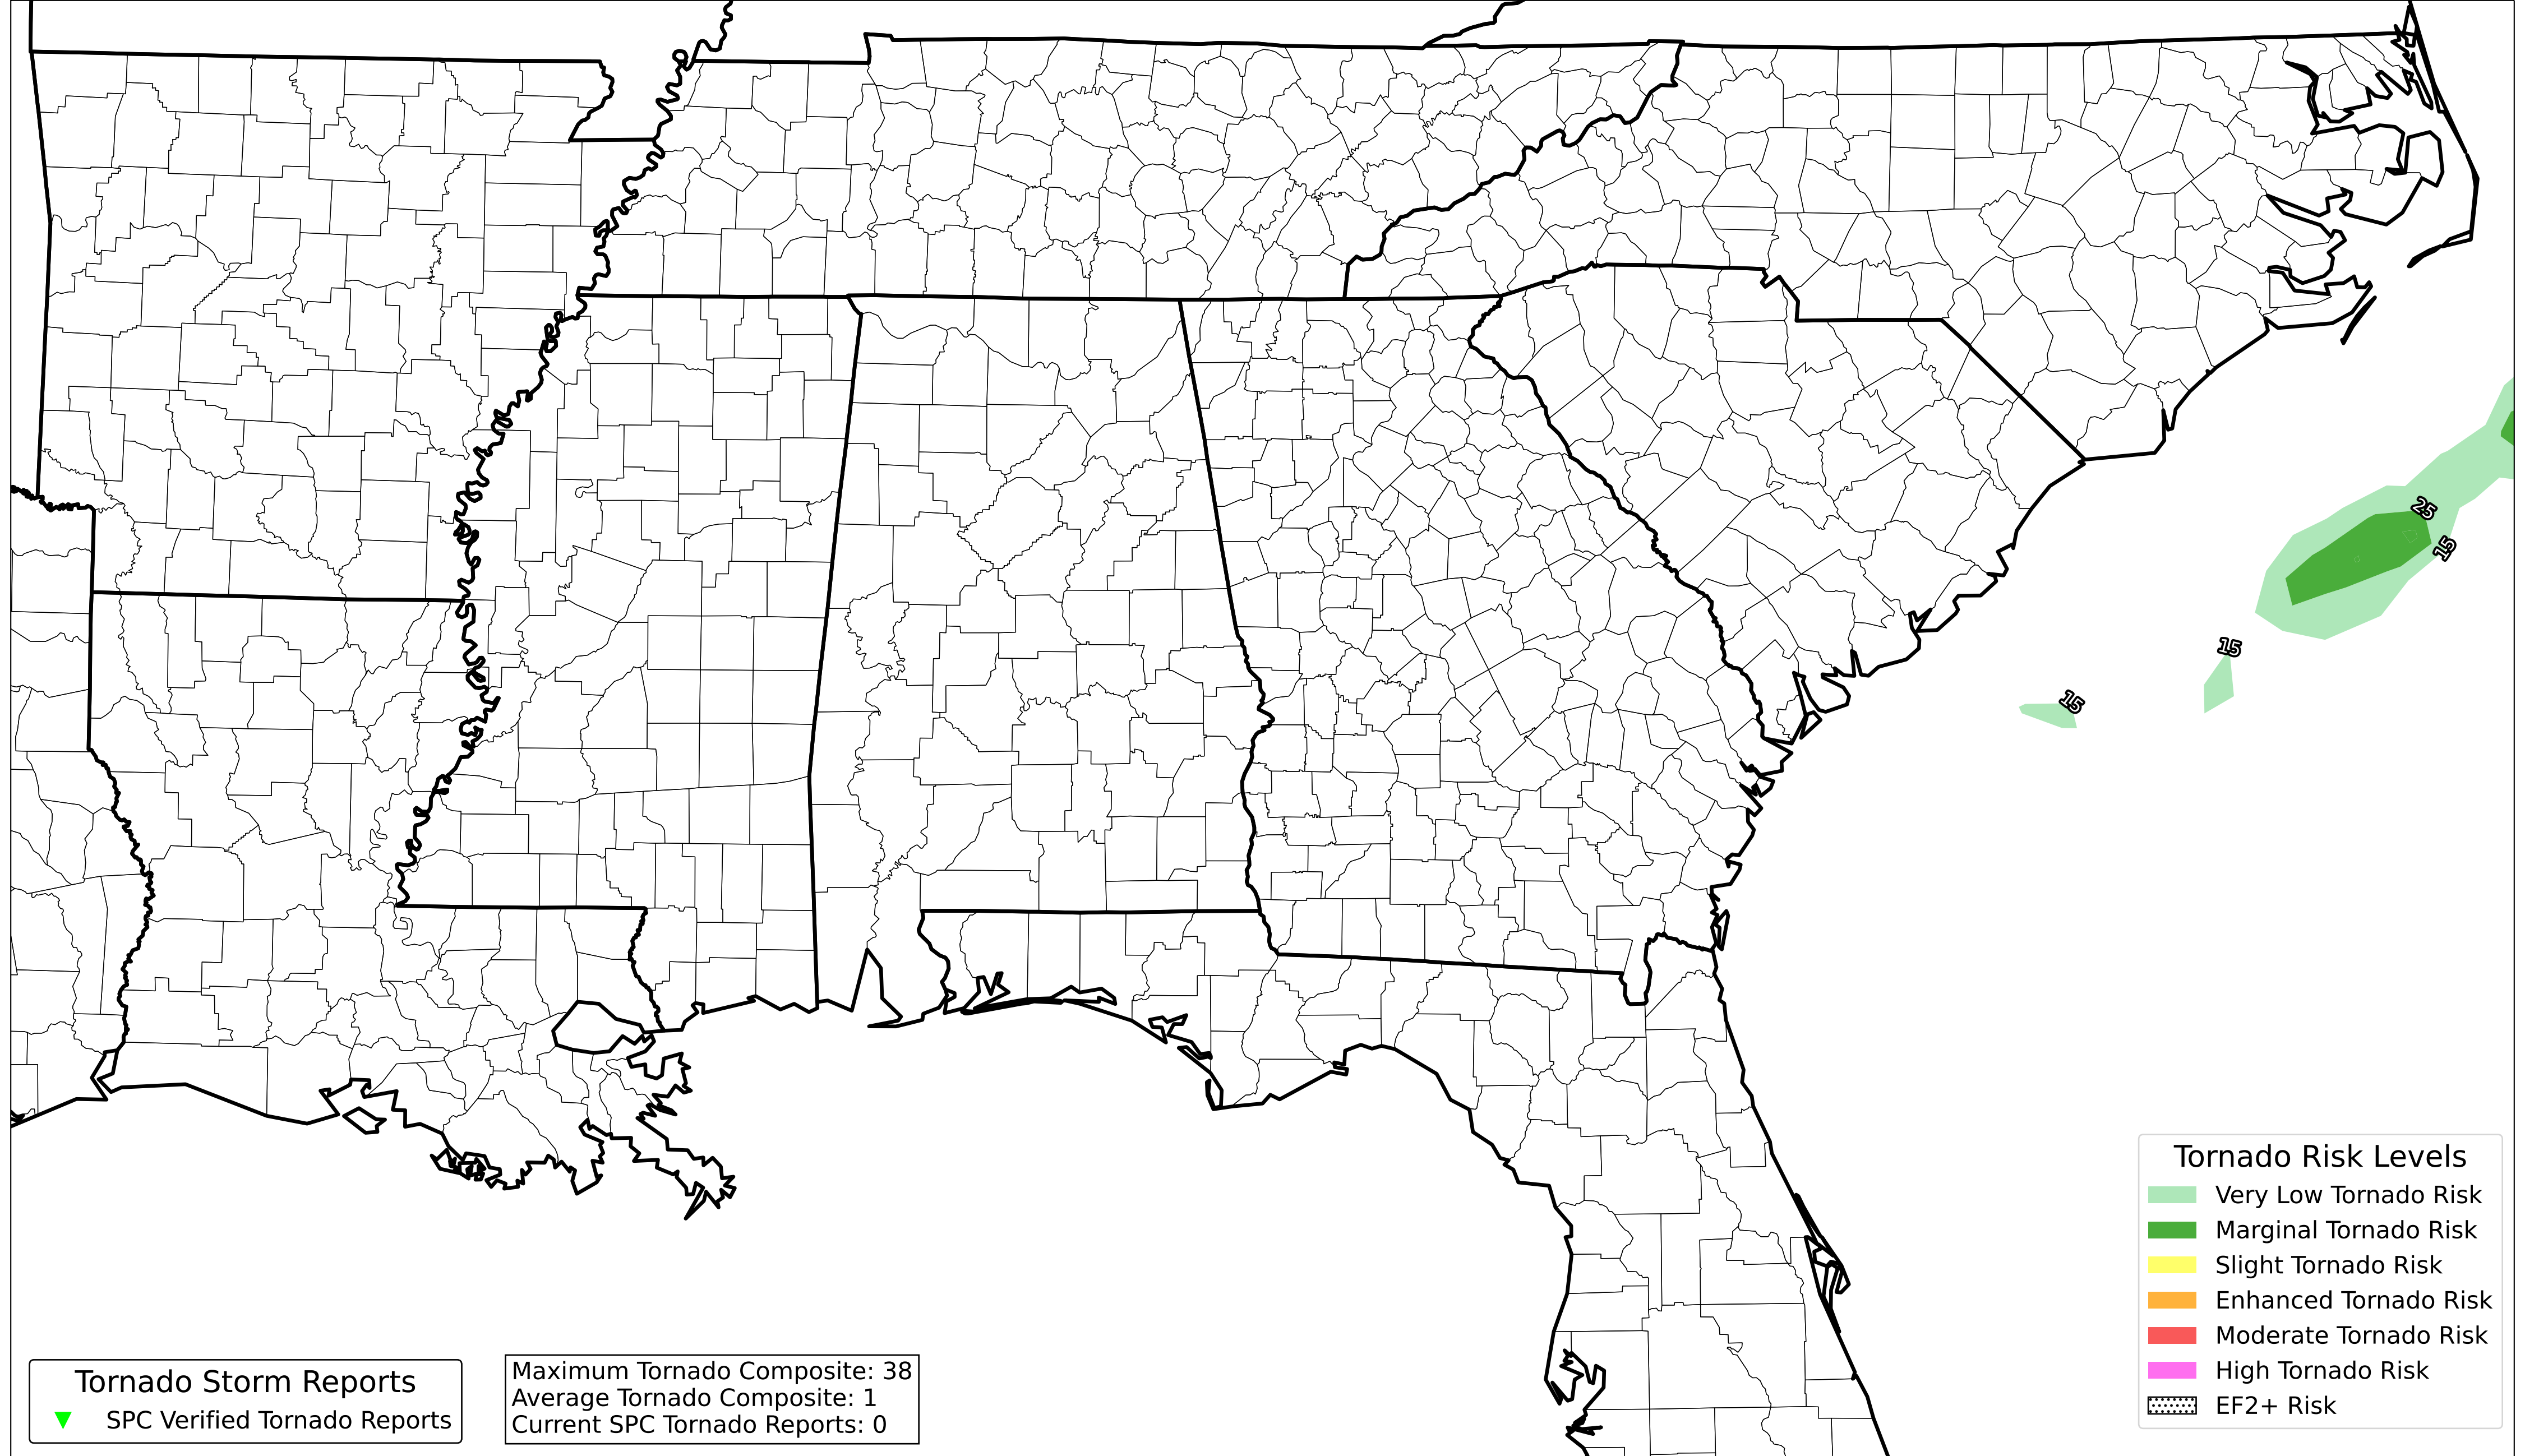 25
15
15
15
Tornado Risk Levels
Very Low Tornado Risk
Marginal Tornado Risk
Slight Tornado Risk
Enhanced Tornado Risk
Moderate Tornado Risk
High Tornado Risk
EF2+ Risk
Tornado Storm Reports
SPC Verified Tornado Reports
Maximum Tornado Composite: 38
Average Tornado Composite: 1
Current SPC Tornado Reports: 0